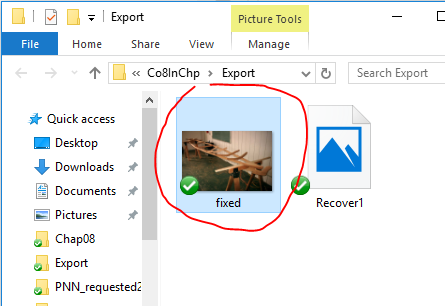 Export
Picture Tools
File
Home
Share
View
Manage
« Co8InChp › Export
Search Export
Quick access
Desktop
Downloads
Documents
Pictures
Chap08
Export
PNN_requested2
fixed
Recover1